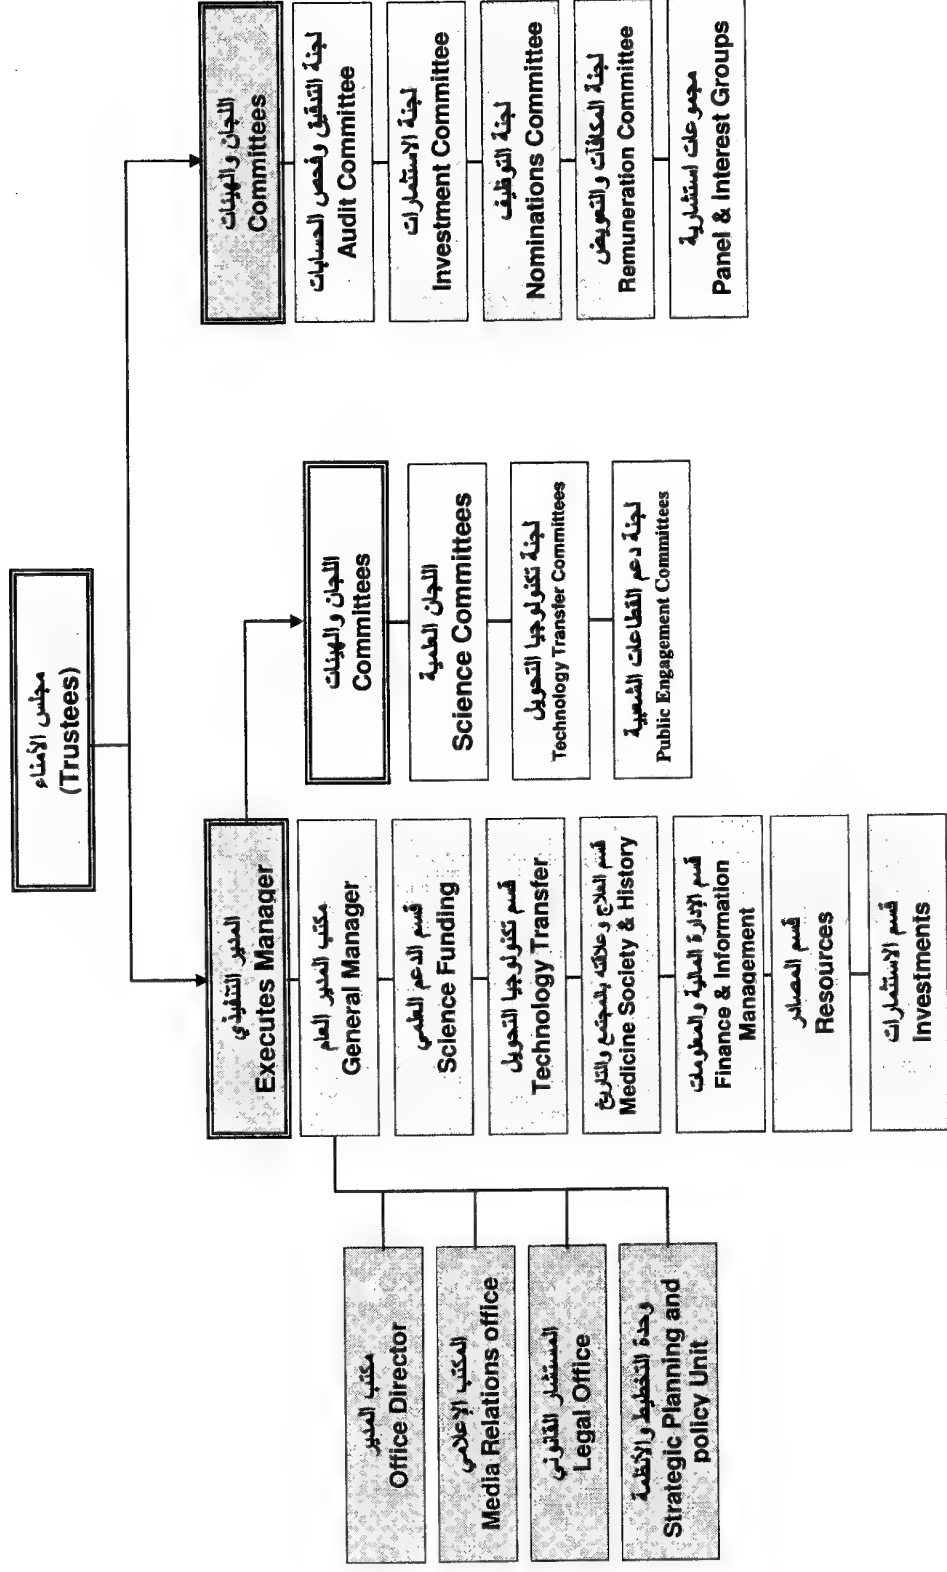 مجلس الأمناء
(Trustees)
المدير التنفيذي
Executes Manager
مكتب المدير العام
General Manager
قسم الدعم العلمي
Science Funding
قسم تكنولوجيا التحويل
Technology Transfer
قسم العلاج وعلاقته بالمجتمع والتاريخ
Medicine Society & History
قسم الإدارة المالية والمعلومات
Finance & Information
Management
قسم المصادر
Resources
قسم الاستثمارات
Investments
مكتب المدير
Office Director
المكتب الإعلامي
Media Relations office
المستشار القانوني
Legal Office
وحدة التخطيط والأنظمة
Strategic Planning and
policy Unit
اللجان والهيئات
Committees
اللجان العلمية
Science Committees
لجنة تكنولوجيا التحويل
Technology Transfer Committees
لجنة دعم القطاعات الشعبية
Public Engagement Committees
اللجان والهيئات
Committees
لجنة التدقيق وفحص الحسابات
Audit Committee
لجنة الاستثمارات
Investment Committee
لجنة التوظيف
Nominations Committee
لجنة المكافآت والتعويض
Remuneration Committee
مجموعات استشارية
Panel & Interest Groups